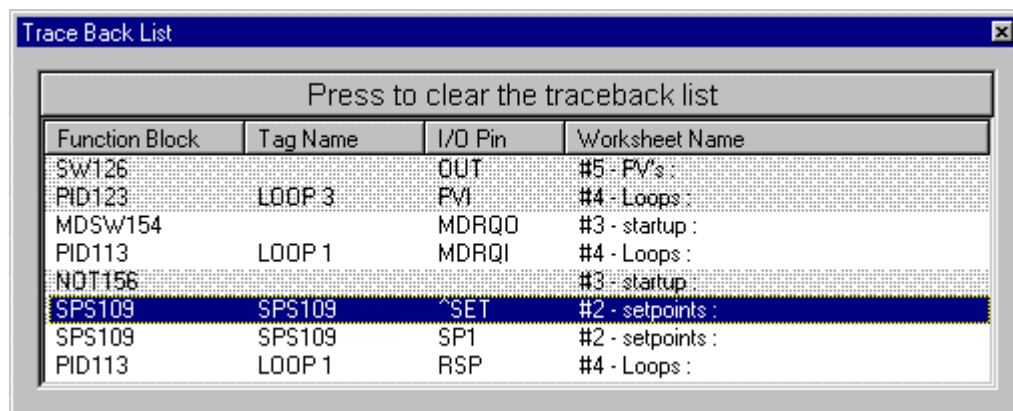 Trace Back List
Press to clear the traceback list
Function Block Tag Name I/O Pin Worksheet Name
SW126 OUT #5 - PV's :
PID123 LOOP 3 PVI #4 - Loops :
MDSW154 MDRQO #3 - startup :
PID113 LOOP 1 MDRQI #4 - Loops :
NOT156 #3 - startup :
SPS109 SPS109 ^SET #2 - setpoints :
SPS109 SPS109 SP1 #2 - setpoints :
PID113 LOOP 1 RSP #4 - Loops :